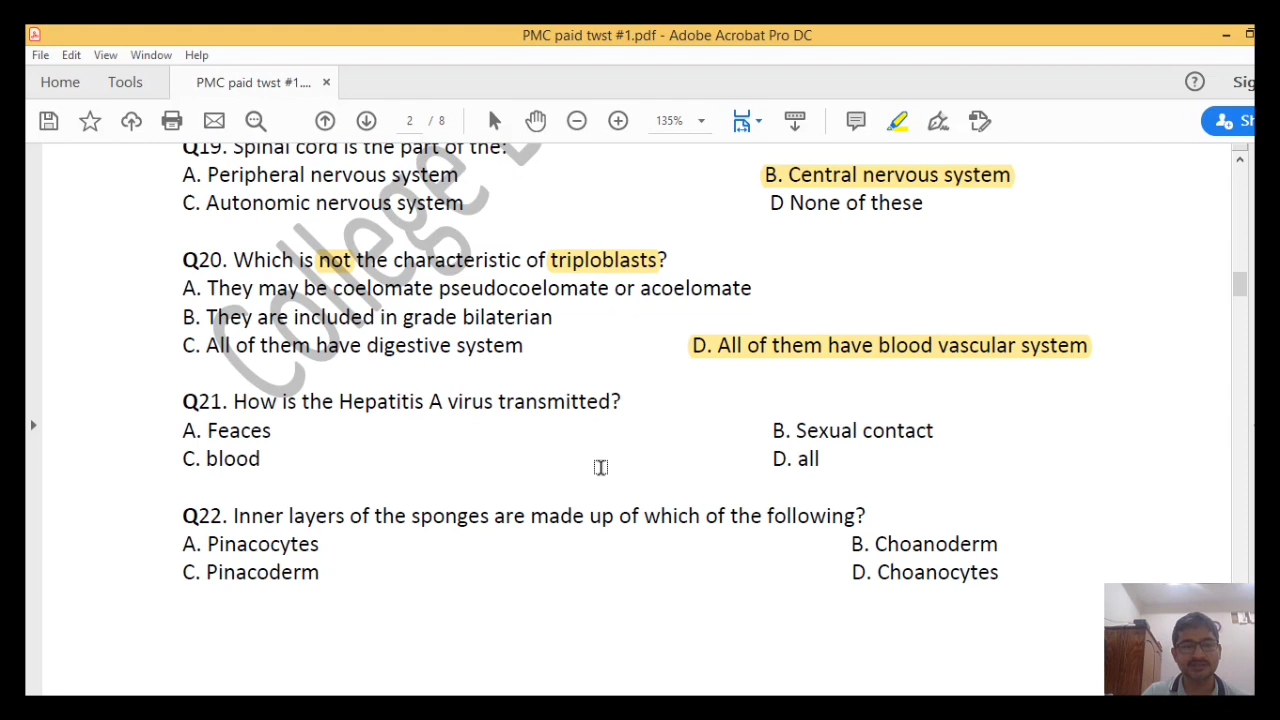 PMC paid twst #1.pdf - Adobe Acrobat Pro DC
File Edit View Window Help
Home Tools PMC paid twst #1.... × Sig
2 / 8 135% Sh
Q19. Spinal cord is the part of the:
A. Peripheral nervous system B. Central nervous system
C. Autonomic nervous system D None of these
Q20. Which is not the characteristic of triploblasts?
A. They may be coelomate pseudocoelomate or acoelomate
B. They are included in grade bilaterian
C. All of them have digestive system D. All of them have blood vascular system
Q21. How is the Hepatitis A virus transmitted?
A. Feaces B. Sexual contact
C. blood D. all
Q22. Inner layers of the sponges are made up of which of the following?
A. Pinacocytes B. Choanoderm
C. Pinacoderm D. Choanocytes
College